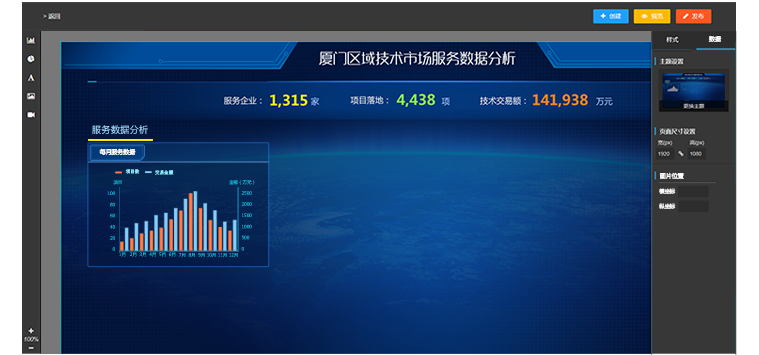 > 返回
+ 创建
预览
发布
A
样式
数据
厦门区域技术市场服务数据分析
主题设置
更换主题
服务企业： 1,315 家
项目落地： 4,438 项
技术交易额： 141,938 万元
服务数据分析
每月服务数据
项目数 交易金额
金额（万元）
100
80
60
40
20
0
2500
2000
1500
1000
500
0
1月 2月 3月 4月 5月 6月 7月 8月 9月 10月 11月 12月
页面尺寸设置
宽(px) 高(px)
1920 1080
图片位置
横坐标
纵坐标
+
100%
-